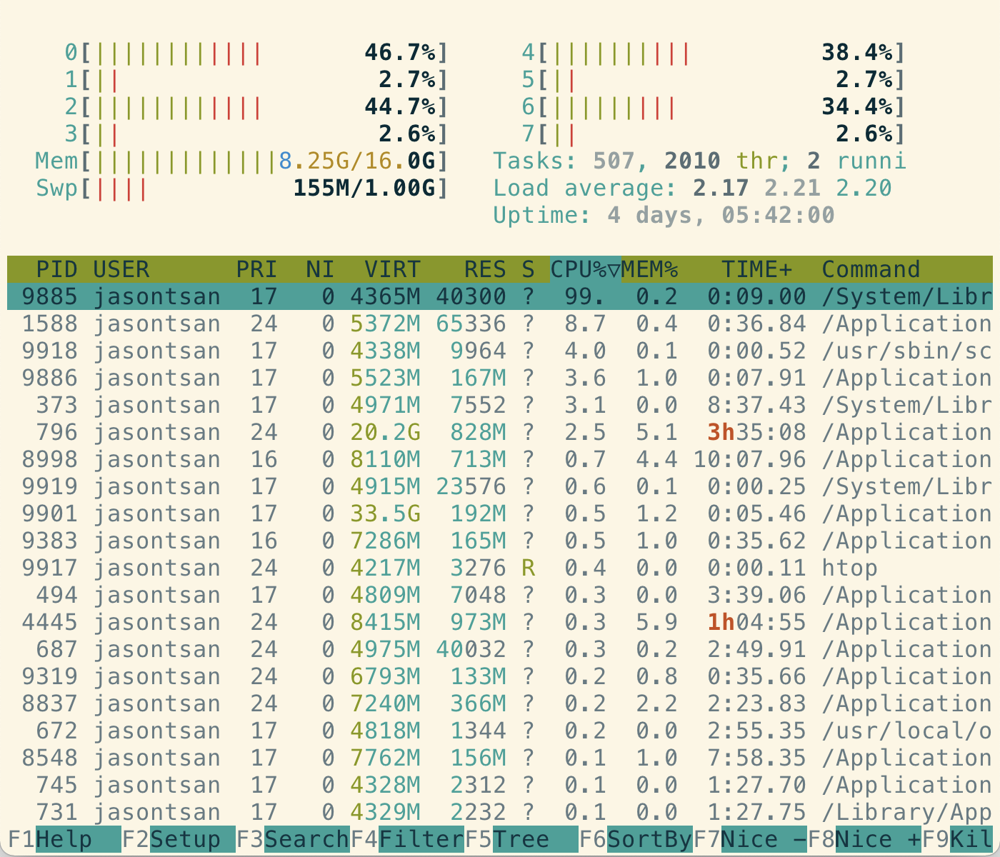 0[||||||||||||       46.7%]   4[||||||||||         38.4%]
1[||                  2.7%]   5[||                  2.7%]
2[||||||||||||       44.7%]   6[|||||||||          34.4%]
3[||                  2.6%]   7[||                  2.6%]
Mem[|||||||||||||8.25G/16.0G]   Tasks: 507, 2010 thr; 2 runni
Swp[||||          155M/1.00G]   Load average: 2.17 2.21 2.20
Uptime: 4 days, 05:42:00
PID USER      PRI  NI  VIRT   RES S CPU%▽MEM%   TIME+  Command
9885 jasontsan  17   0 4365M 40300 ?  99.  0.2  0:09.00 /System/Libr
1588 jasontsan  24   0 5372M 65336 ?  8.7  0.4  0:36.84 /Application
9918 jasontsan  17   0 4338M  9964 ?  4.0  0.1  0:00.52 /usr/sbin/sc
9886 jasontsan  17   0 5523M  167M ?  3.6  1.0  0:07.91 /Application
373 jasontsan  17   0 4971M  7552 ?  3.1  0.0  8:37.43 /System/Libr
796 jasontsan  24   0 20.2G  828M ?  2.5  5.1  3h35:08 /Application
8998 jasontsan  16   0 8110M  713M ?  0.7  4.4 10:07.96 /Application
9919 jasontsan  17   0 4915M 23576 ?  0.6  0.1  0:00.25 /System/Libr
9901 jasontsan  17   0 33.5G  192M ?  0.5  1.2  0:05.46 /Application
9383 jasontsan  16   0 7286M  165M ?  0.5  1.0  0:35.62 /Application
9917 jasontsan  24   0 4217M  3276 R  0.4  0.0  0:00.11 htop
494 jasontsan  17   0 4809M  7048 ?  0.3  0.0  3:39.06 /Application
4445 jasontsan  24   0 8415M  973M ?  0.3  5.9  1h04:55 /Application
687 jasontsan  24   0 4975M 40032 ?  0.3  0.2  2:49.91 /Application
9319 jasontsan  24   0 6793M  133M ?  0.2  0.8  0:35.66 /Application
8837 jasontsan  24   0 7240M  366M ?  0.2  2.2  2:23.83 /Application
672 jasontsan  17   0 4818M  1344 ?  0.2  0.0  2:55.35 /usr/local/o
8548 jasontsan  17   0 7762M  156M ?  0.1  1.0  7:58.35 /Application
745 jasontsan  17   0 4328M  2312 ?  0.1  0.0  1:27.70 /Application
731 jasontsan  17   0 4329M  2232 ?  0.1  0.0  1:27.75 /Library/App
F1Help  F2Setup F3SearchF4FilterF5Tree  F6SortByF7Nice -F8Nice +F9Kil